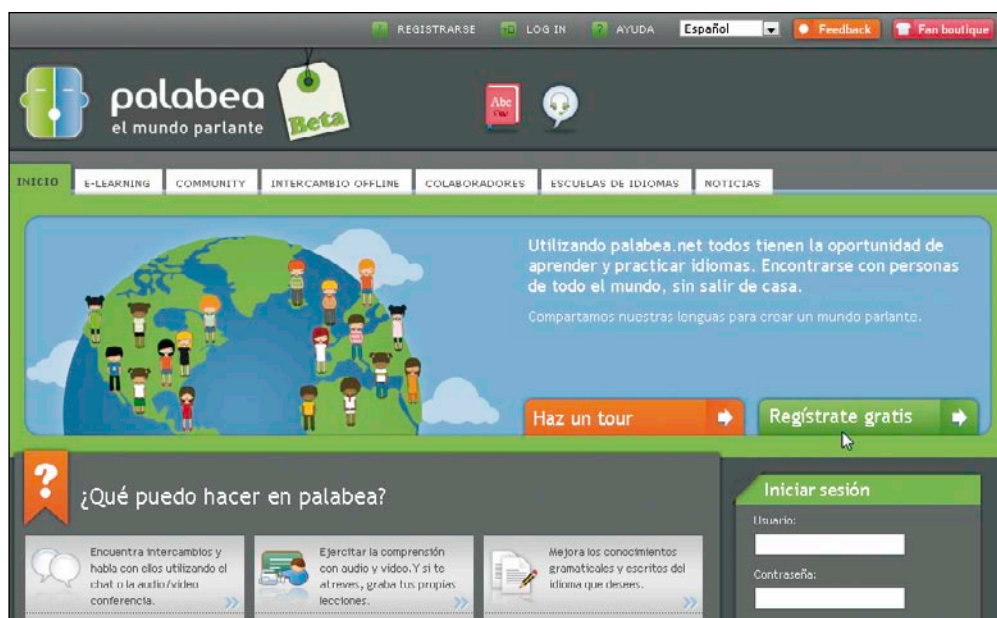 REGISTRARSE LOG IN AYUDA Español Feedback Fan boutique
palabea
el mundo parlante
Beta
Abc
INICIO E-LEARNING COMMUNITY INTERCAMBIO OFFLINE COLABORADORES ESCUELAS DE IDIOMAS NOTICIAS
Utilizando palabea.net todos tienen la oportunidad de
aprender y practicar idiomas. Encontrarse con personas
de todo el mundo, sin salir de casa.
Compartamos nuestras lenguas para crear un mundo parlante.
Haz un tour
Regístrate gratis
?
¿Qué puedo hacer en palabea?
Encuentra intercambios y
habla con ellos utilizando el
chat o la audio/video
conferencia.
Ejercitar la comprensión
con audio y video. Y si te
atreves, graba tus propias
lecciones.
Mejora los conocimientos
gramaticales y escritos del
idioma que desees.
Iniciar sesión
Usuario:
Contraseña: